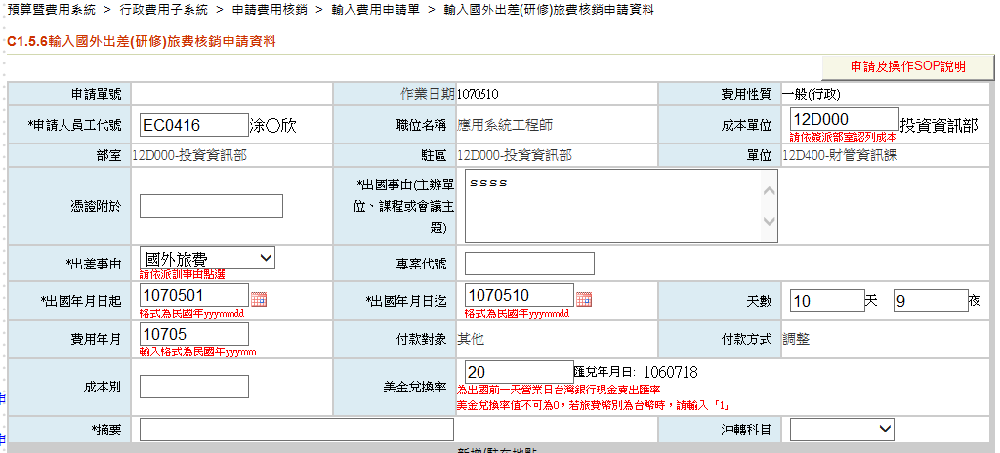 預算暨費用系統 > 行政費用子系統 > 申請費用核銷 > 輸入費用申請單 > 輸入國外出差(研修)旅費核銷申請資料
C1.5.6輸入國外出差(研修)旅費核銷申請資料
申請及操作SOP說明
申請單號 作業日期 1070510 費用性質 一般(行政)
*申請人員工代號 EC0416 涂〇欣 職位名稱 應用系統工程師 成本單位 12D000 投資資訊部
請依簽派部室認列成本
部室 12D000-投資資訊部 駐區 12D000-投資資訊部 單位 12D400-財管資訊課
憑證附於 *出國事由(主辦單
位、課程或會議主
題) ssss
*出差事由 國外旅費 專案代號
請依派訓事由點選
*出國年月日起 1070501 *出國年月日迄 1070510 天數 10 天 9 夜
格式為民國年yyymmdd 格式為民國年yyymmdd
費用年月 10705 付款對象 其他 付款方式 調整
輸入格式為民國年yyymm
成本別 美金兌換率 20 匯兌年月日: 1060718
為出國前一天營業日台灣銀行現金賣出匯率
美金兌換率值不可為0，若旅費幣別為台幣時，請輸入「1」
*摘要 沖轉科目 -----